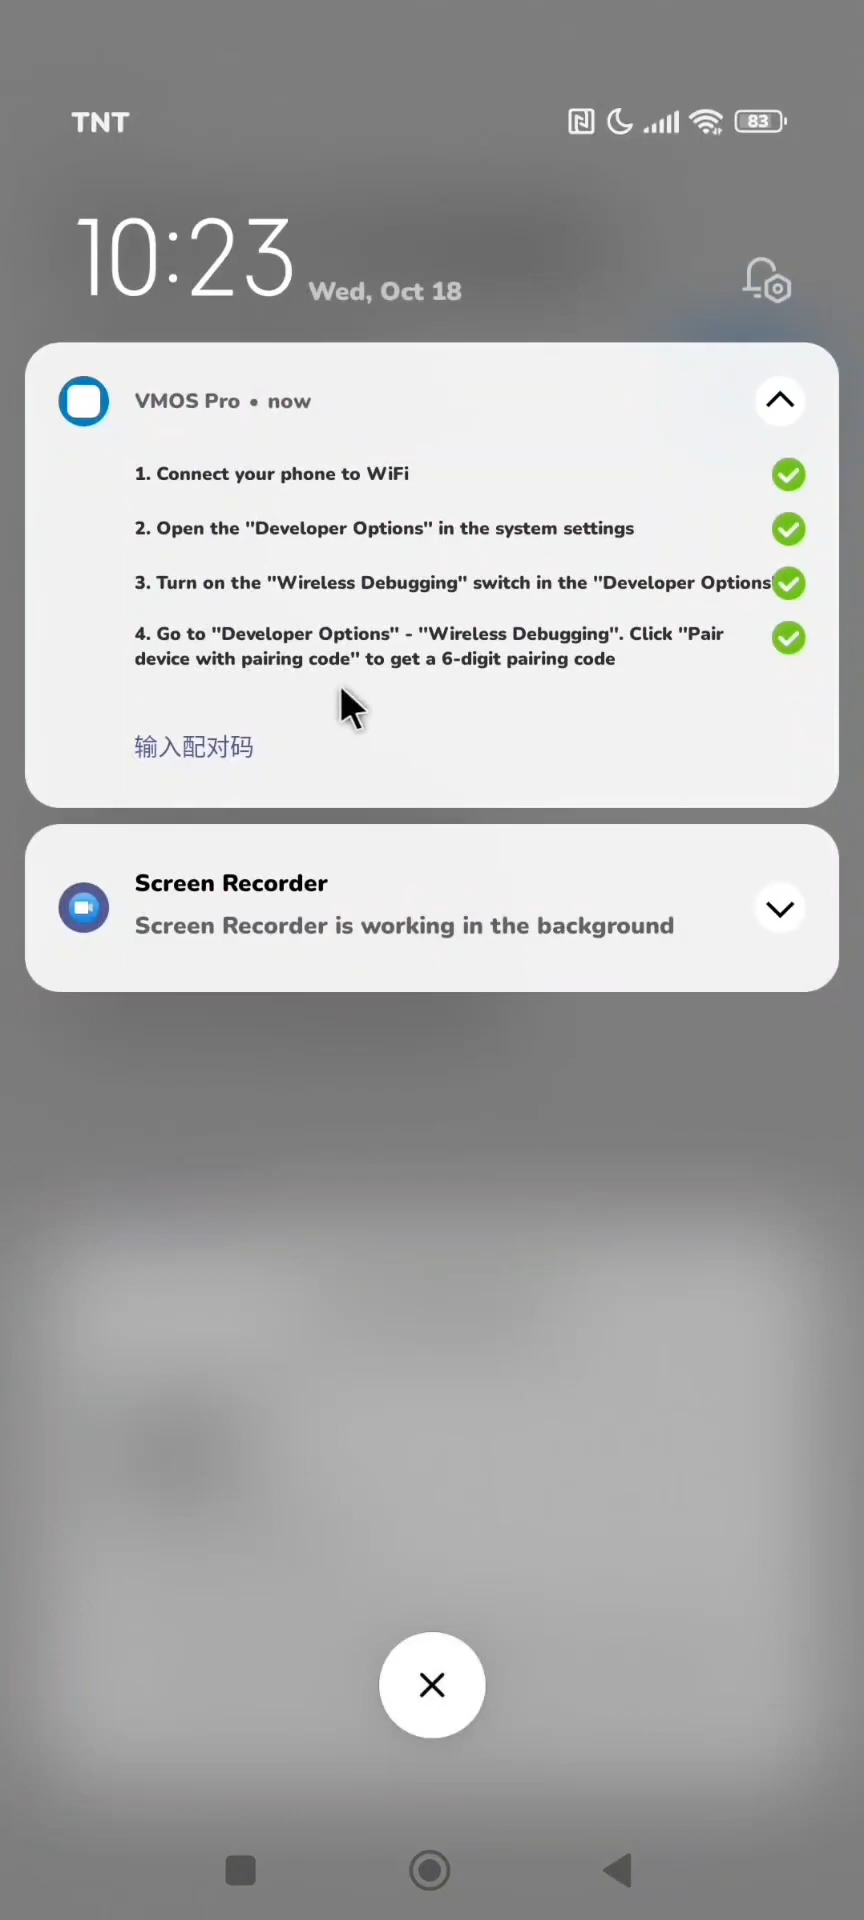 TNT
83
10:23 Wed, Oct 18
VMOS Pro • now
1. Connect your phone to WiFi
2. Open the "Developer Options" in the system settings
3. Turn on the "Wireless Debugging" switch in the "Developer Options"
4. Go to "Developer Options" - "Wireless Debugging". Click "Pair
device with pairing code" to get a 6-digit pairing code
输入配对码
Screen Recorder
Screen Recorder is working in the background